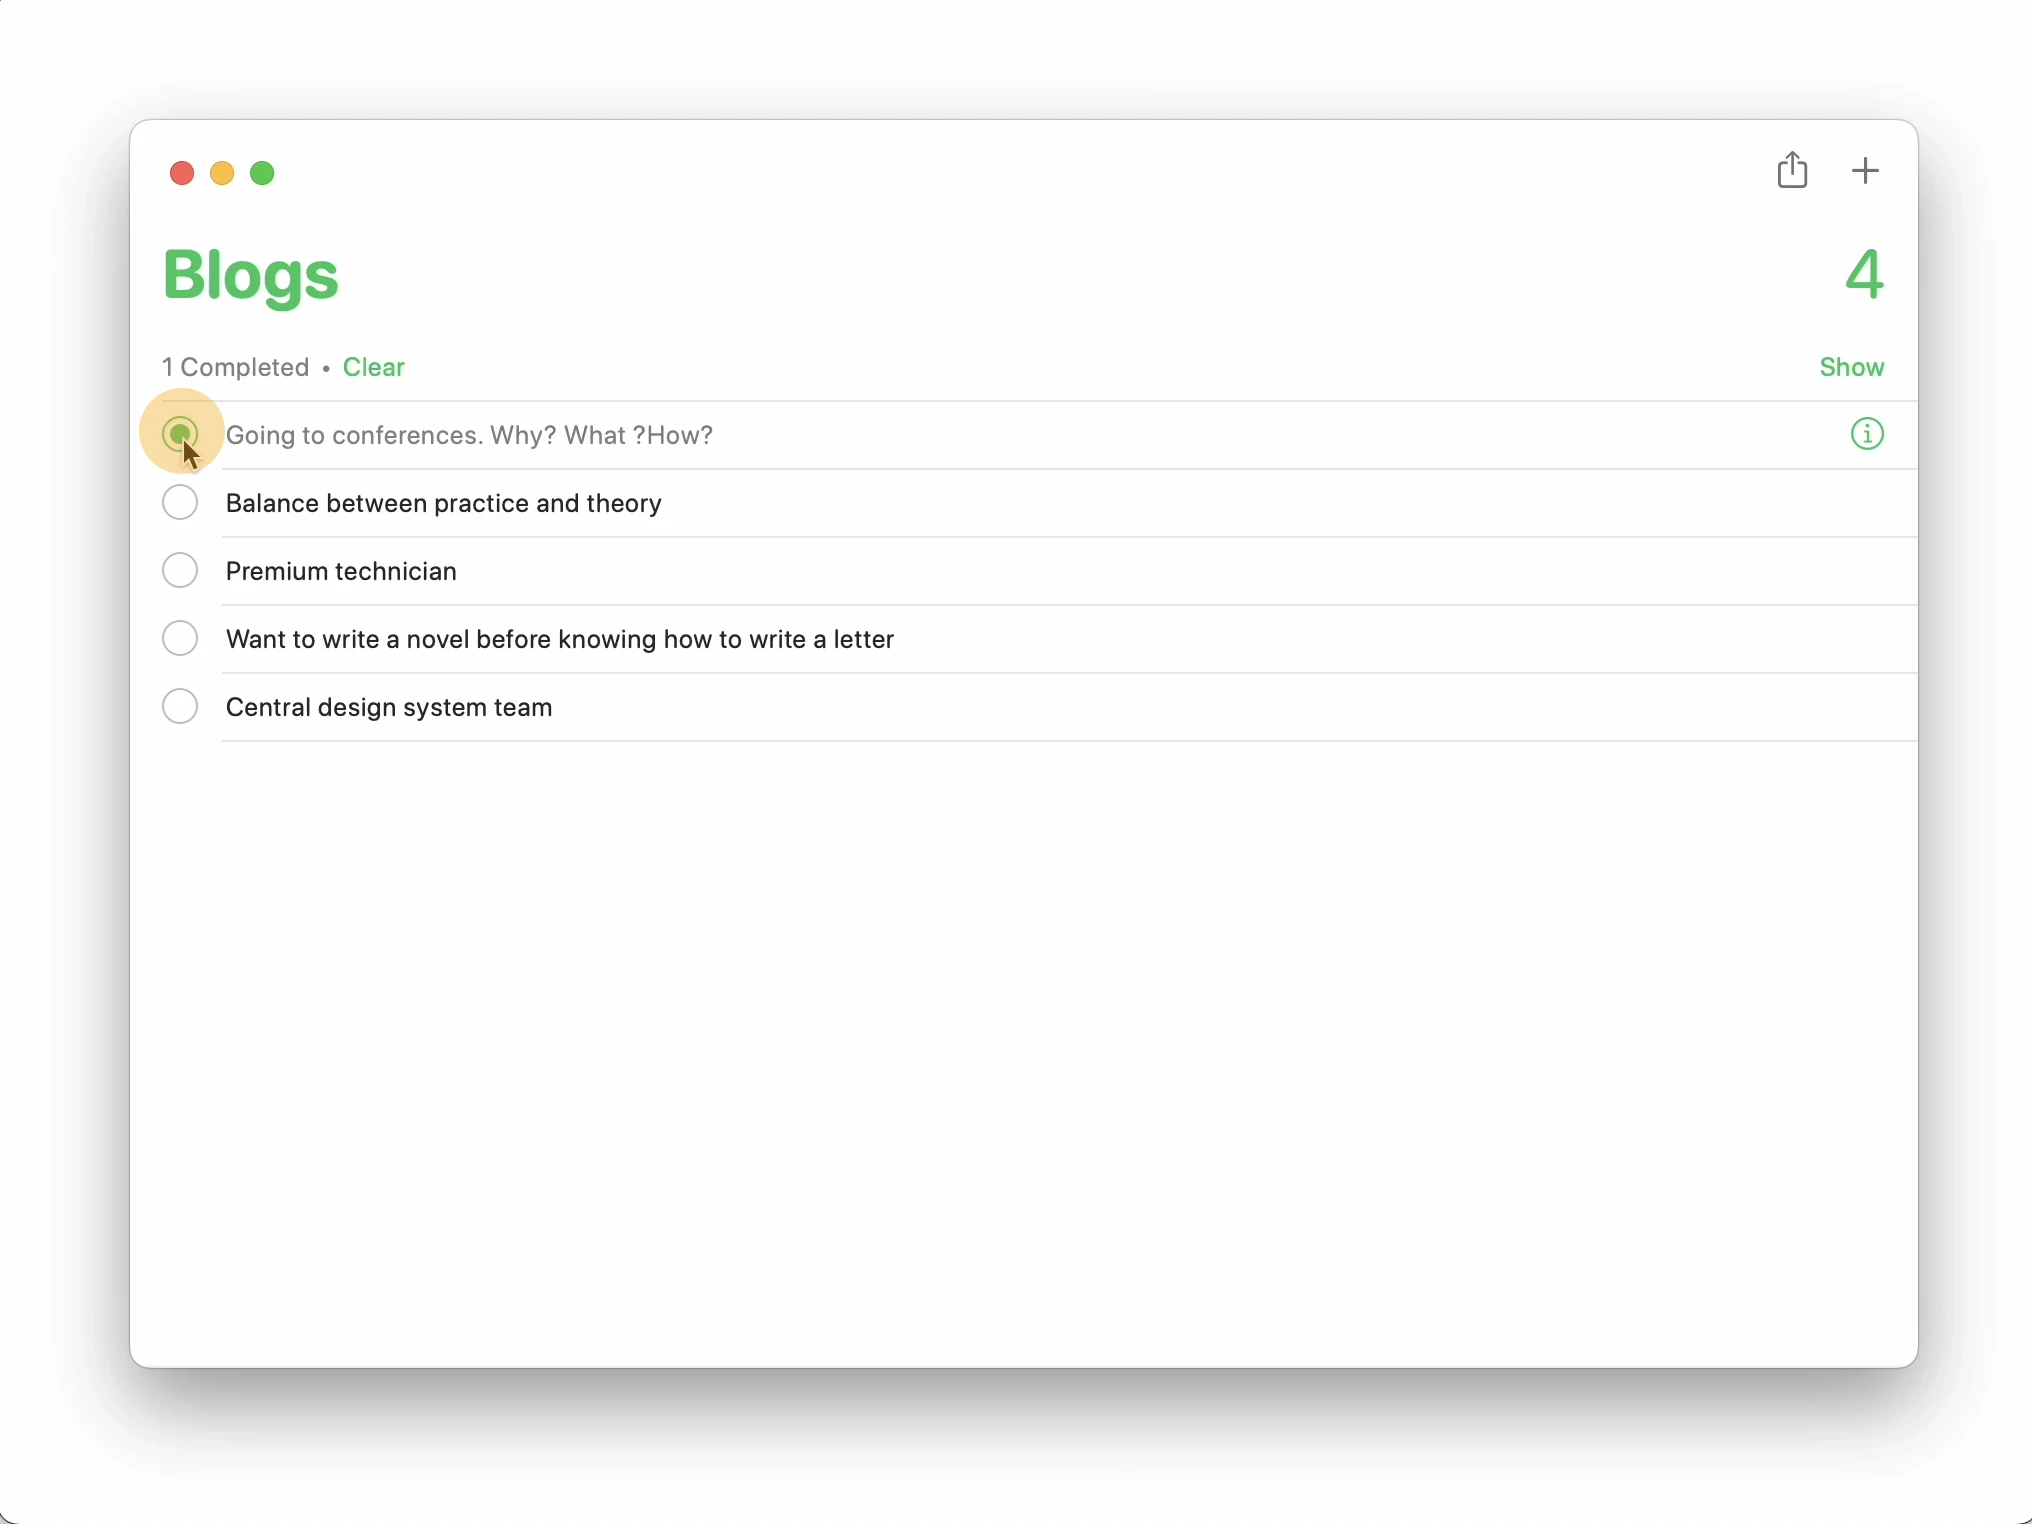 Blogs
4
1 Completed • Clear
Show
Going to conferences. Why? What ?How?
Balance between practice and theory
Premium technician
Want to write a novel before knowing how to write a letter
Central design system team